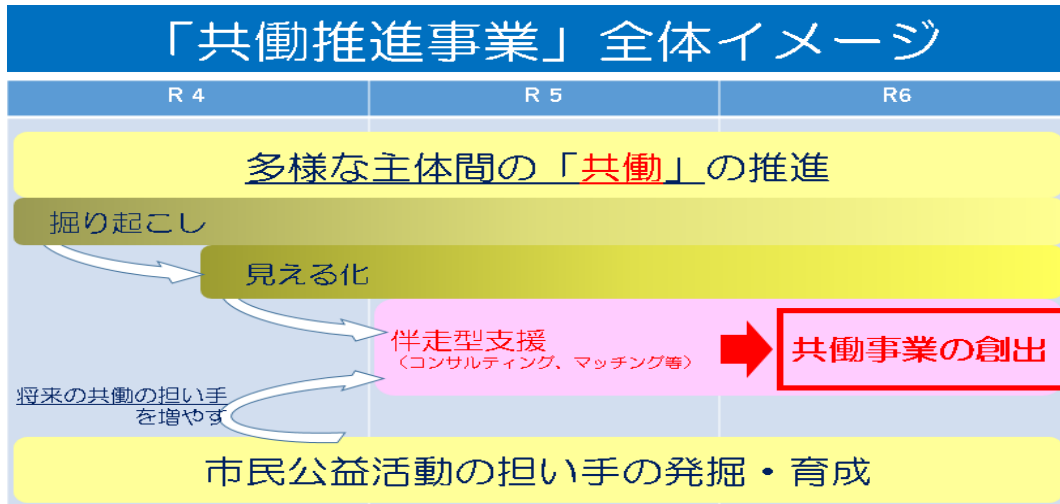 「共働推進事業」全体イメージ
R 4
R 5
R6
多様な主体間の「共働」の推進
掘り起こし
見える化
伴走型支援
（コンサルティング、マッチング等）
共働事業の創出
将来の共働の担い手
を増やす
市民公益活動の担い手の発掘・育成